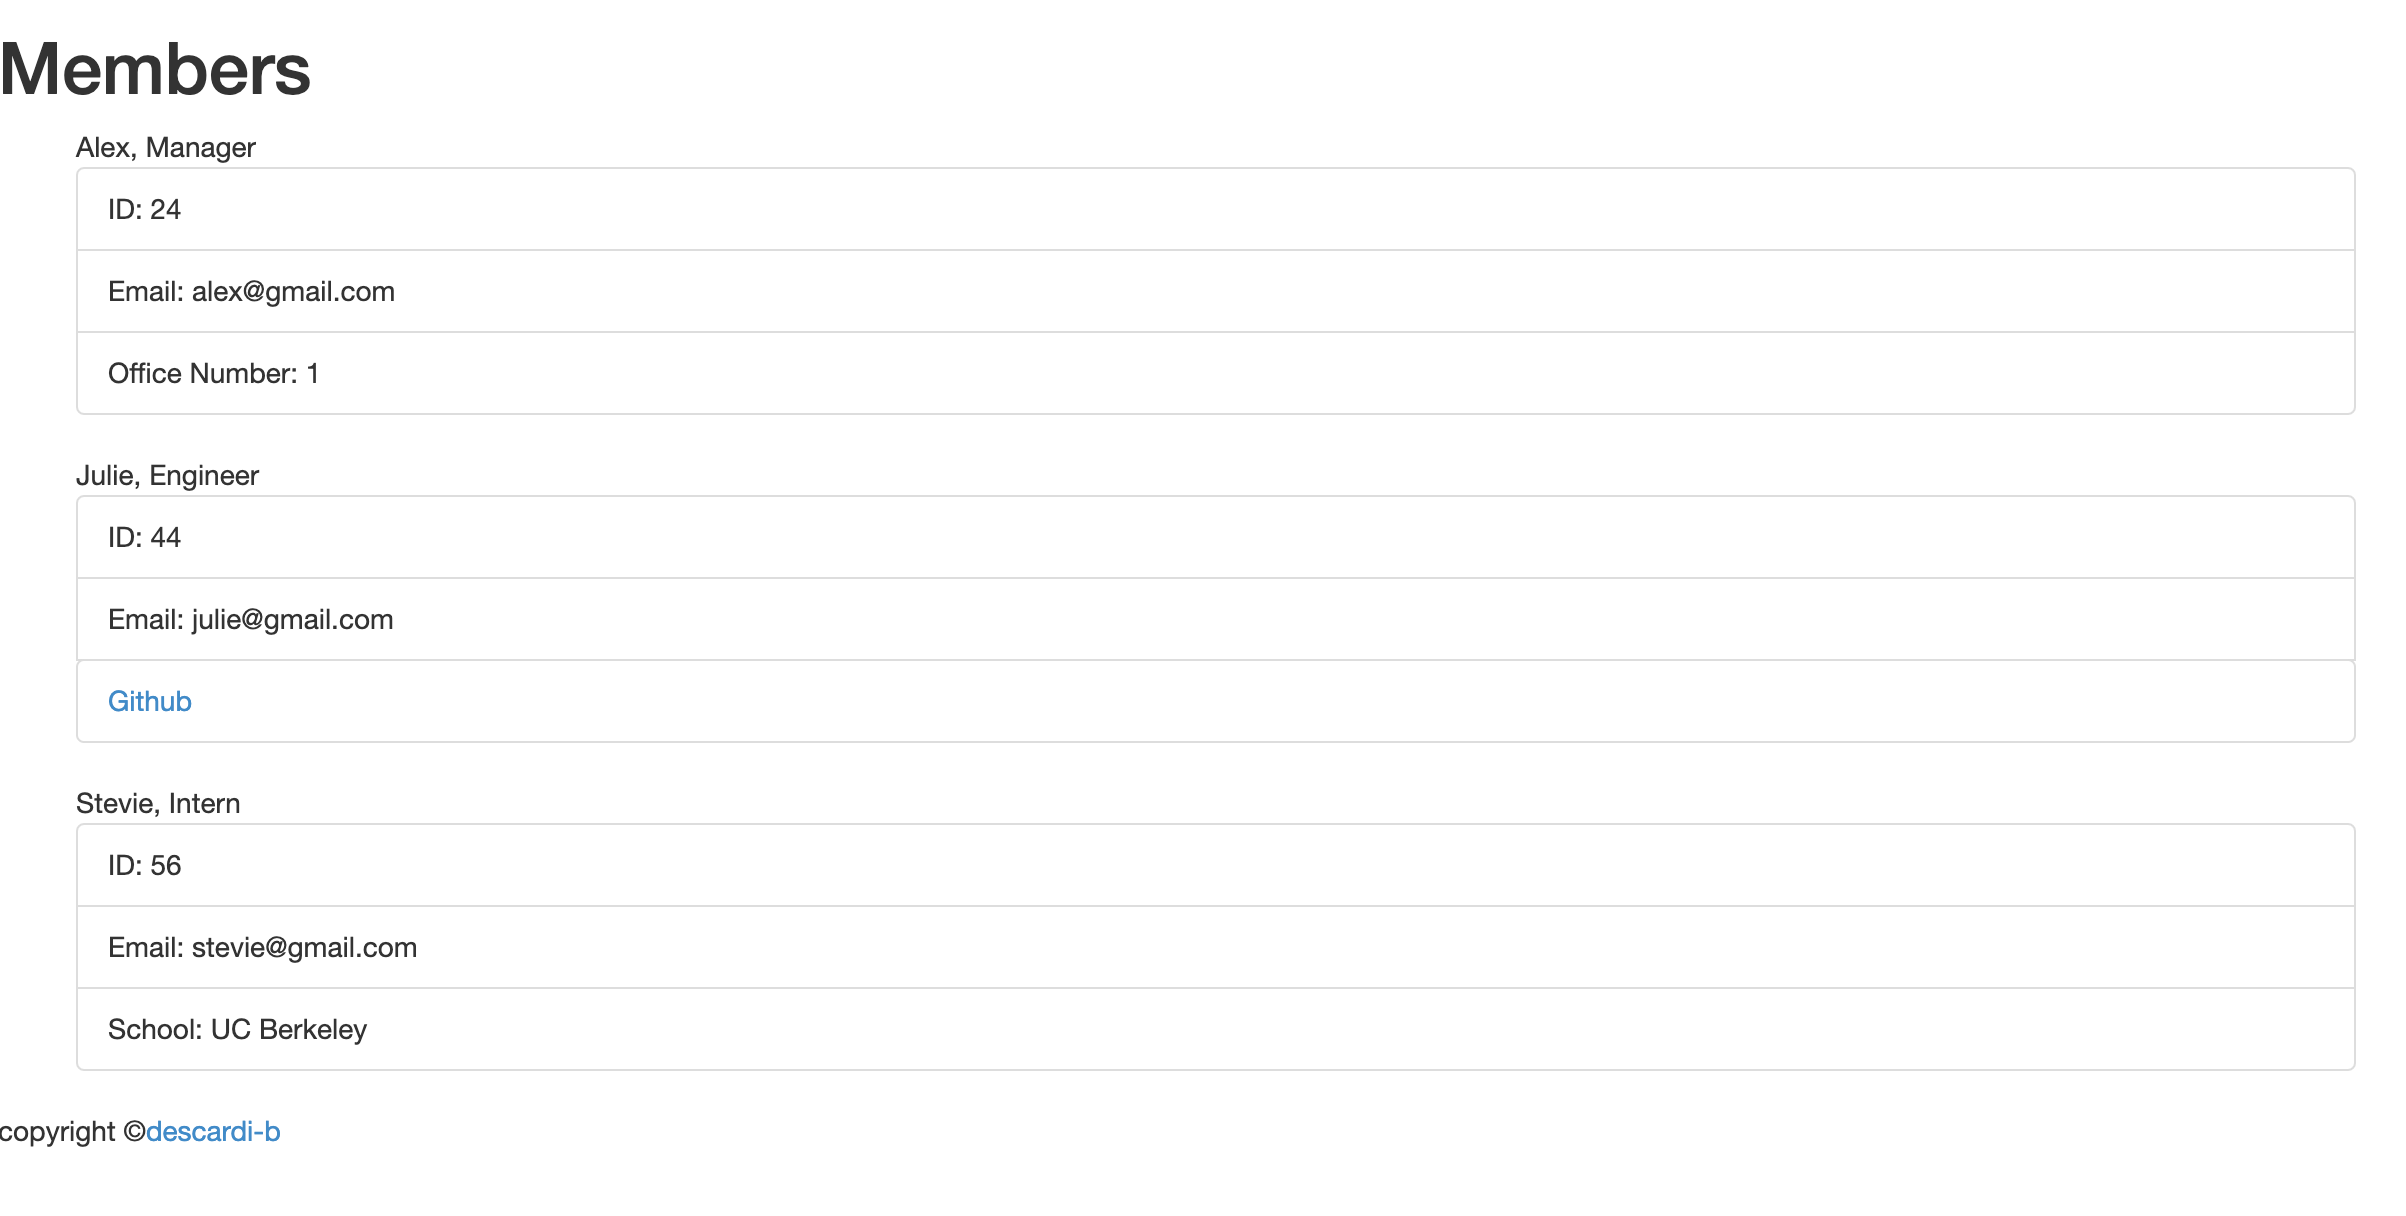 Members
Alex, Manager
ID: 24
Email: alex@gmail.com
Office Number: 1
Julie, Engineer
ID: 44
Email: julie@gmail.com
Github
Stevie, Intern
ID: 56
Email: stevie@gmail.com
School: UC Berkeley
copyright ©descardi-b